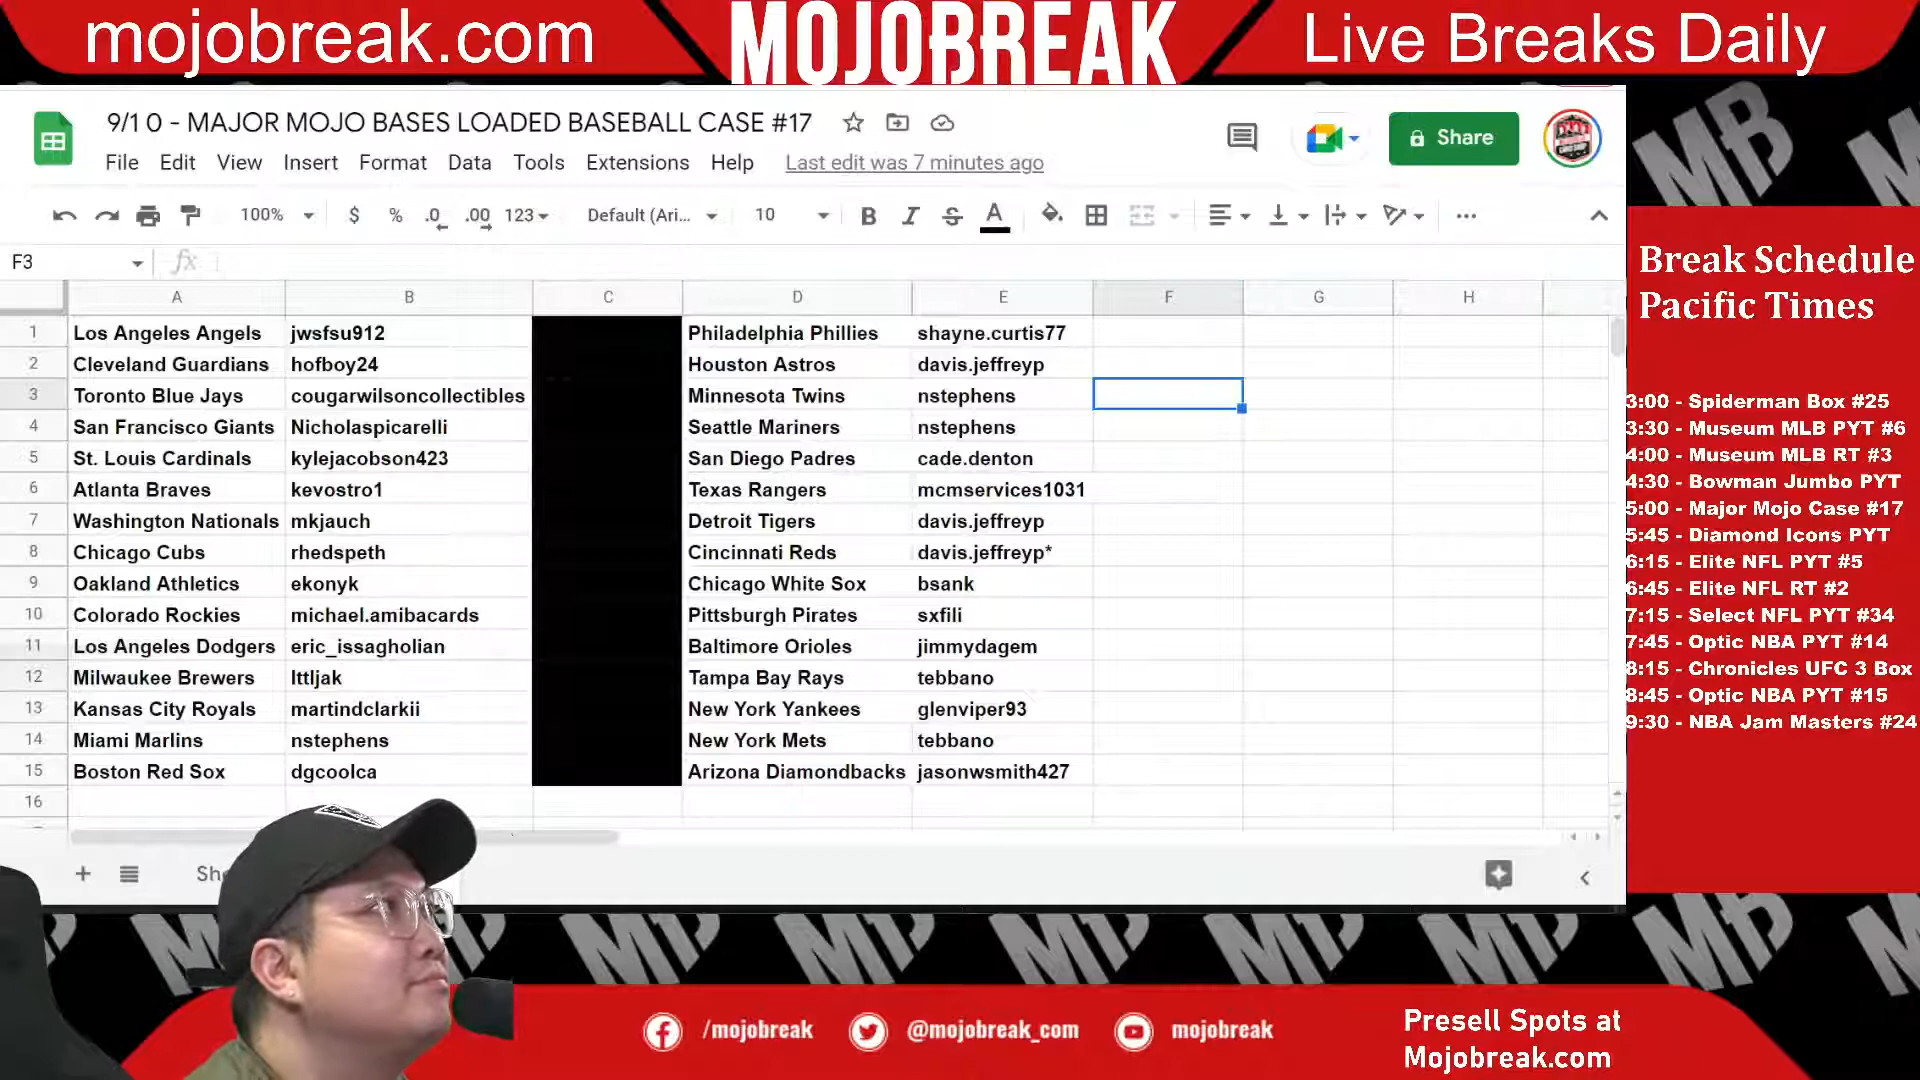 mojobreak.com
MOJOBREAK
Live Breaks Daily
9/1 0 - MAJOR MOJO BASES LOADED BASEBALL CASE #17
Share
File Edit View Insert Format Data Tools Extensions Help Last edit was 7 minutes ago
100% $ % .0 .00 123 Default (Ari... 10 B I S A
F3 fx
A B C D E F G H
1 Los Angeles Angels jwsfsu912 Philadelphia Phillies shayne.curtis77
2 Cleveland Guardians hofboy24 Houston Astros davis.jeffreyp
3 Toronto Blue Jays cougarwilsoncollectibles Minnesota Twins nstephens
4 San Francisco Giants Nicholaspicarelli Seattle Mariners nstephens
5 St. Louis Cardinals kylejacobson423 San Diego Padres cade.denton
6 Atlanta Braves kevostro1 Texas Rangers mcmservices1031
7 Washington Nationals mkjauch Detroit Tigers davis.jeffreyp
8 Chicago Cubs rhedspeth Cincinnati Reds davis.jeffreyp*
9 Oakland Athletics ekonyk Chicago White Sox bsank
10 Colorado Rockies michael.amibacards Pittsburgh Pirates sxfili
11 Los Angeles Dodgers eric_issagholian Baltimore Orioles jimmydagem
12 Milwaukee Brewers lttljak Tampa Bay Rays tebbano
13 Kansas City Royals martindclarkii New York Yankees glenviper93
14 Miami Marlins nstephens New York Mets tebbano
15 Boston Red Sox dgcoolca Arizona Diamondbacks jasonwsmith427
16
Break Schedule
Pacific Times
3:00 - Spiderman Box #25
3:30 - Museum MLB PYT #6
4:00 - Museum MLB RT #3
4:30 - Bowman Jumbo PYT
5:00 - Major Mojo Case #17
5:45 - Diamond Icons PYT
6:15 - Elite NFL PYT #5
6:45 - Elite NFL RT #2
7:15 - Select NFL PYT #34
7:45 - Optic NBA PYT #14
8:15 - Chronicles UFC 3 Box
8:45 - Optic NBA PYT #15
9:30 - NBA Jam Masters #24
/mojobreak
@mojobreak_com
mojobreak
Presell Spots at
Mojobreak.com